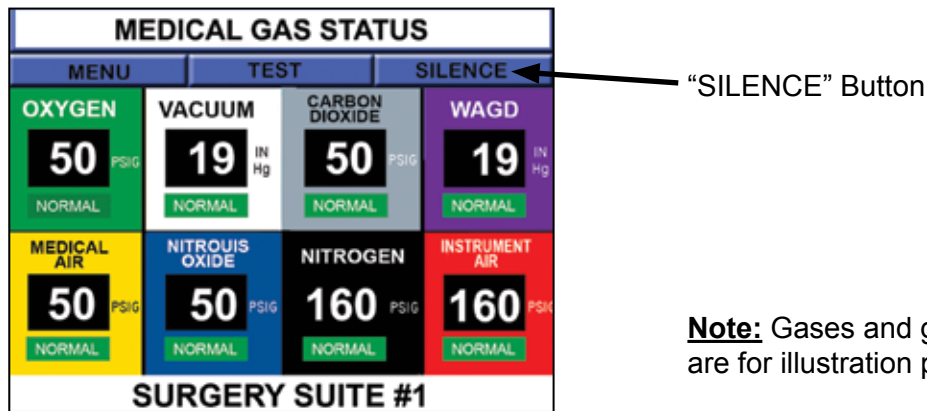 MEDICAL GAS STATUS
MENU TEST SILENCE
"SILENCE" Button
OXYGEN
50 PSIG
NORMAL
VACUUM
19 IN Hg
NORMAL
CARBON
DIOXIDE
50 PSIG
NORMAL
WAGD
19 IN Hg
NORMAL
MEDICAL
AIR
50 PSIG
NORMAL
NITROUIS
OXIDE
50 PSIG
NORMAL
NITROGEN
160 PSIG
NORMAL
INSTRUMENT
AIR
160 PSIG
NORMAL
SURGERY SUITE #1
Note: Gases and
are for illustration